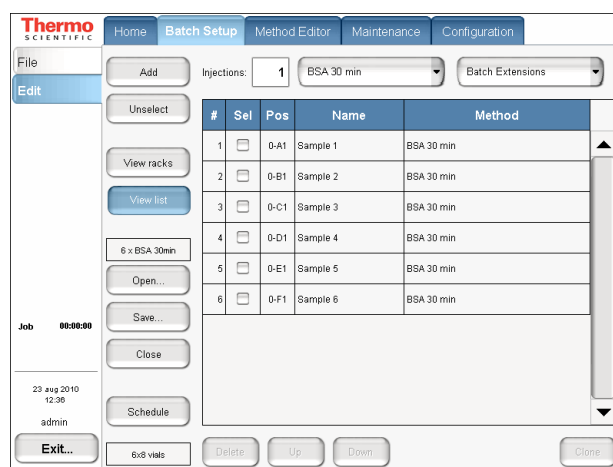 Thermo
SCIENTIFIC
Home Batch Setup Method Editor Maintenance Configuration
File
Edit
Add
Injections: 1 BSA 30 min Batch Extensions
Unselect
# Sel Pos Name Method
1 0-A1 Sample 1 BSA 30 min
View racks
2 0-B1 Sample 2 BSA 30 min
View list
3 0-C1 Sample 3 BSA 30 min
4 0-D1 Sample 4 BSA 30 min
6 x BSA 30min
5 0-E1 Sample 5 BSA 30 min
Open...
6 0-F1 Sample 6 BSA 30 min
Save...
Job 00:00:00
Close
23 aug 2010
12:36
admin
Schedule
Exit...
6x8 vials
Delete Up Down Clone